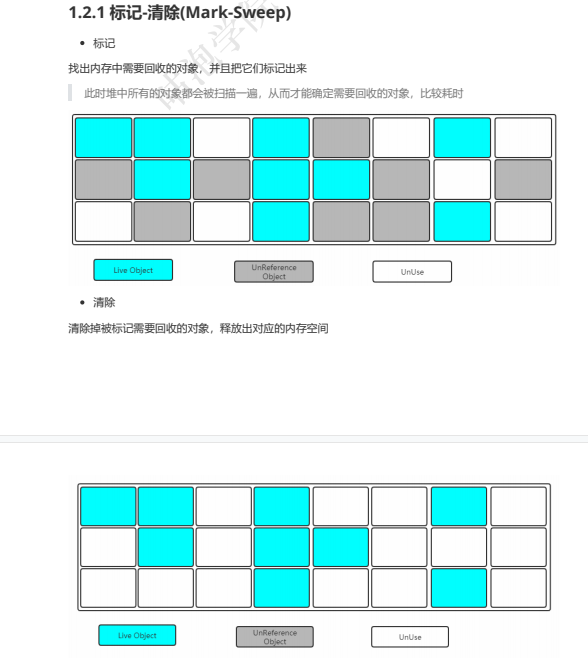 1.2.1 标记-清除(Mark-Sweep)
咕泡学院
• 标记
找出内存中需要回收的对象，并且把它们标记出来
此时堆中所有的对象都会被扫描一遍，从而才能确定需要回收的对象，比较耗时
Live Object
UnReference
Object
UnUse
• 清除
清除掉被标记需要回收的对象，释放出对应的内存空间
Live Object
UnReference
Object
UnUse